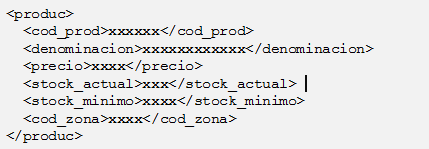 <produc>
<cod_prod>xxxxxx</cod_prod>
<denominacion>xxxxxxxxxxxx</denominacion>
<precio>xxxx</precio>
<stock_actual>xxx</stock_actual>
<stock_minimo>xxxx</stock_minimo>
<cod_zona>xxxx</cod_zona>
</produc>